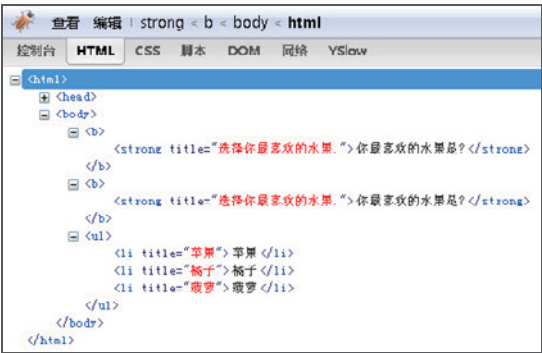 查看 编辑 | strong < b < body < html
控制台 HTML CSS 脚本 DOM 网络 YSlow
<html>
<head>
<body>
<b>
<strong title="选择你最喜欢的水果.">你最喜欢的水果是?</strong>
</b>
<b>
<strong title="选择你最喜欢的水果.">你最喜欢的水果是?</strong>
</b>
<ul>
<li title="苹果">苹果</li>
<li title="橘子">橘子</li>
<li title="菠萝">菠萝</li>
</ul>
</body>
</html>